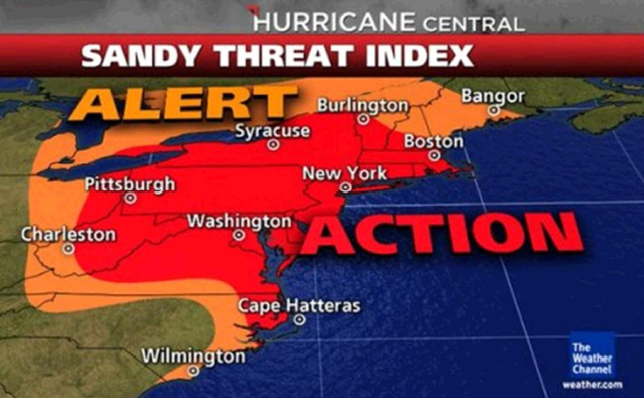 HURRICANE CENTRAL
SANDY THREAT INDEX
ALERT
Burlington
Bangor
Syracuse
Boston
Pittsburgh
New York
Charleston
Washington
ACTION
Cape Hatteras
Wilmington
The
Weather
Channel
weather.com